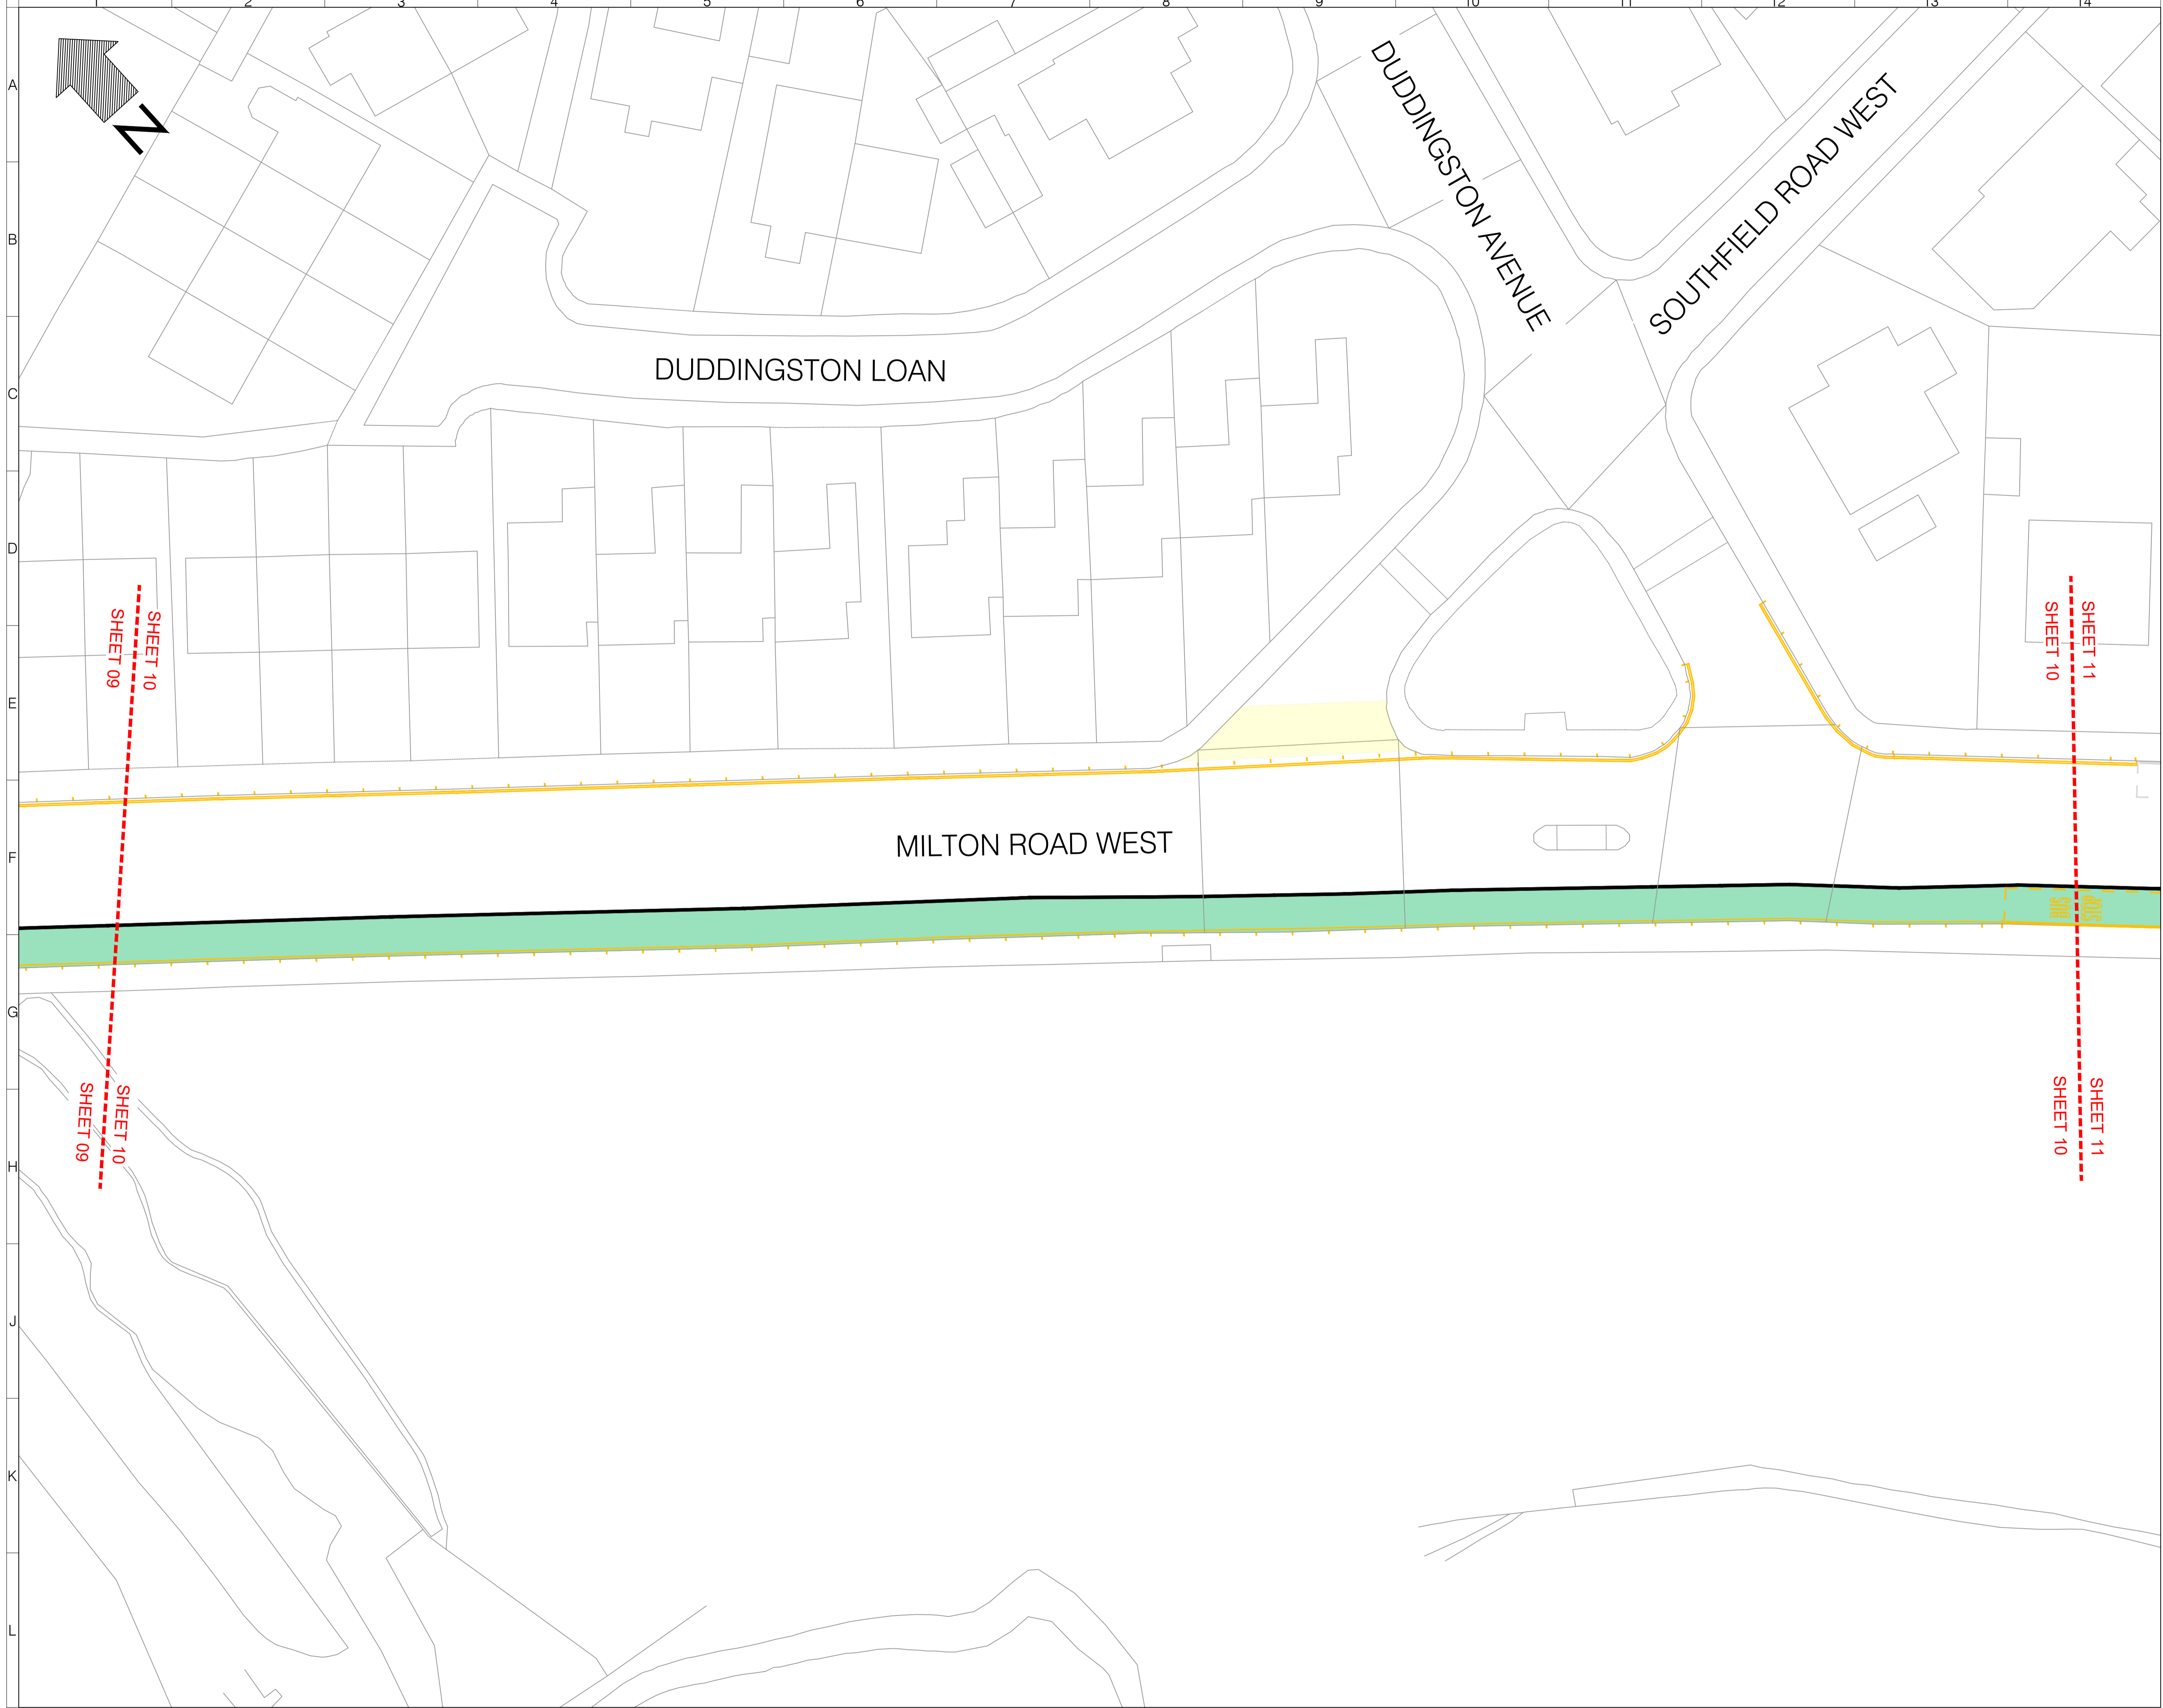 1 2 3 4 5 6 7 8 9 10 11 12 13 14
A
B
C
D
E
F
G
H
J
K
L
N
DUDDINGSTON AVENUE
SOUTHFIELD ROAD WEST
DUDDINGSTON LOAN
SHEET 09
SHEET 10
SHEET 10
SHEET 11
MILTON ROAD WEST
BUS
STOP
SHEET 09
SHEET 10
SHEET 10
SHEET 11